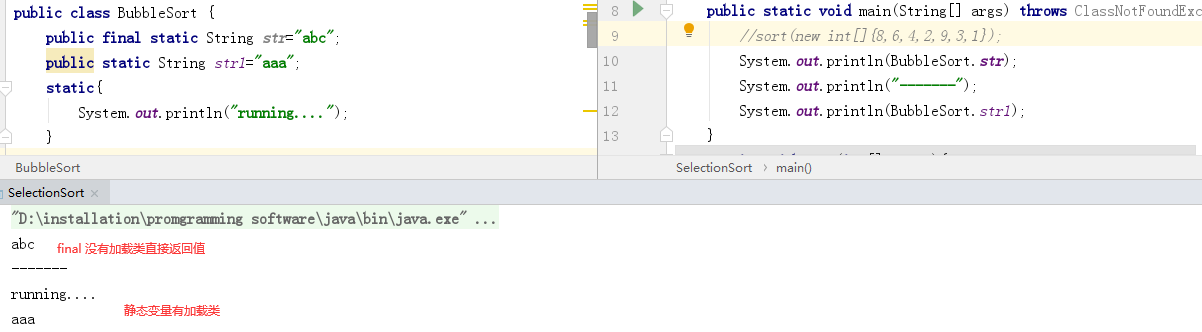 public class BubbleSort {
public final static String str="abc";
public static String str1="aaa";
static{
System.out.println("running....");
}
BubbleSort
8 public static void main(String[] args) throws ClassNotFoundExc
9 //sort(new int[]{8,6,4,2,9,3,1});
10 System.out.println(BubbleSort.str);
11 System.out.println("-------");
12 System.out.println(BubbleSort.str1);
13 }
SelectionSort › main()
SelectionSort ×
"D:\installation\promgramming software\java\bin\java.exe" ...
abc final 没有加载类直接返回值
-------
running....
静态变量有加载类
aaa